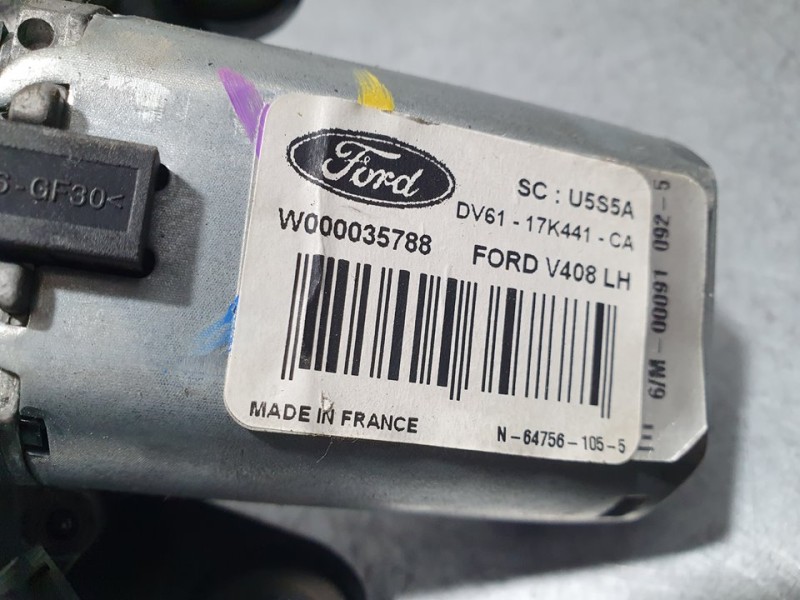 6-GF30<
Ford
SC : U5S5A
DV61 - 17K441 - CA
W000035788
FORD V408 LH
MADE IN FRANCE
N - 64756 - 105 - 5
6/M - 00091 092 - 5